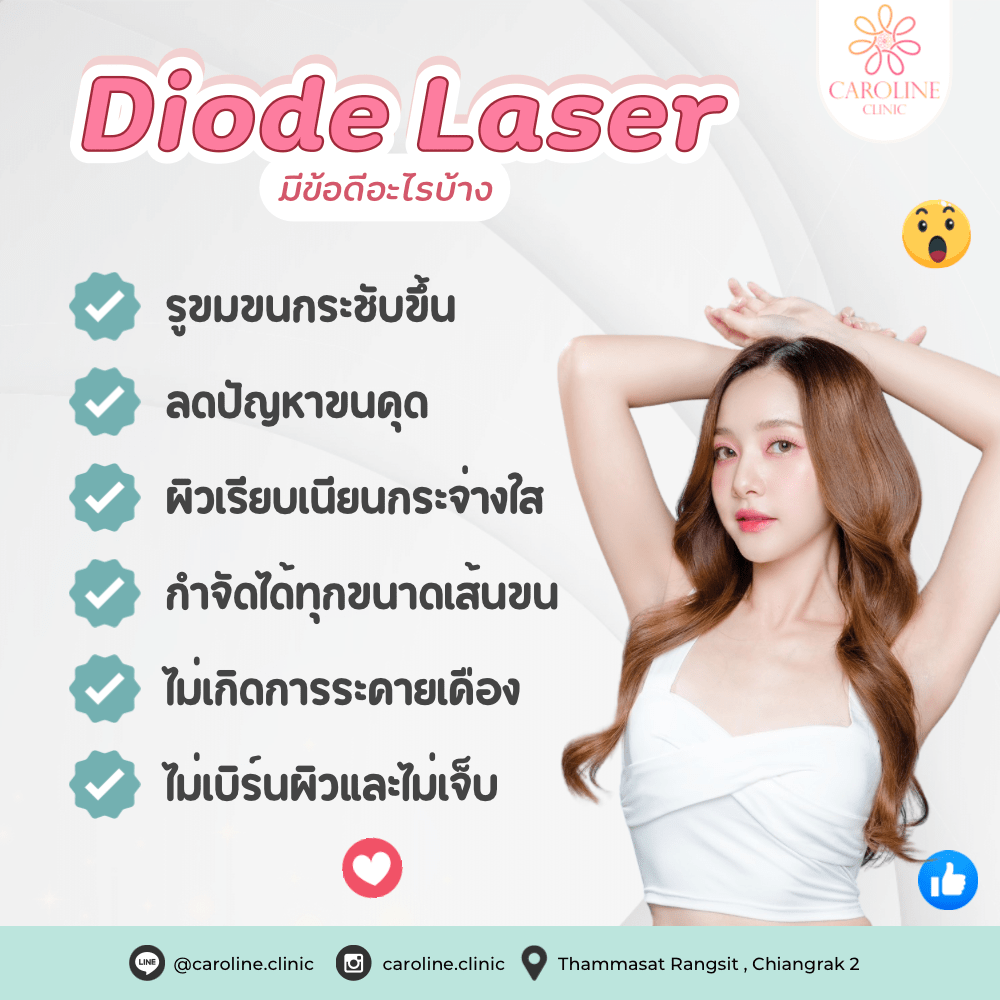 CAROLINE
CLINIC
Diode Laser
มีข้อดีอะไรบ้าง
รูขุมขนกระชับขึ้น
ลดปัญหาขนคุด
ผิวเรียบเนียนกระจ่างใส
กำจัดได้ทุกขนาดเส้นขน
ไม่เกิดการระคายเคือง
ไม่เบิร์นผิวและไม่เจ็บ
LINE @caroline.clinic caroline.clinic Thammasat Rangsit , Chiangrak 2